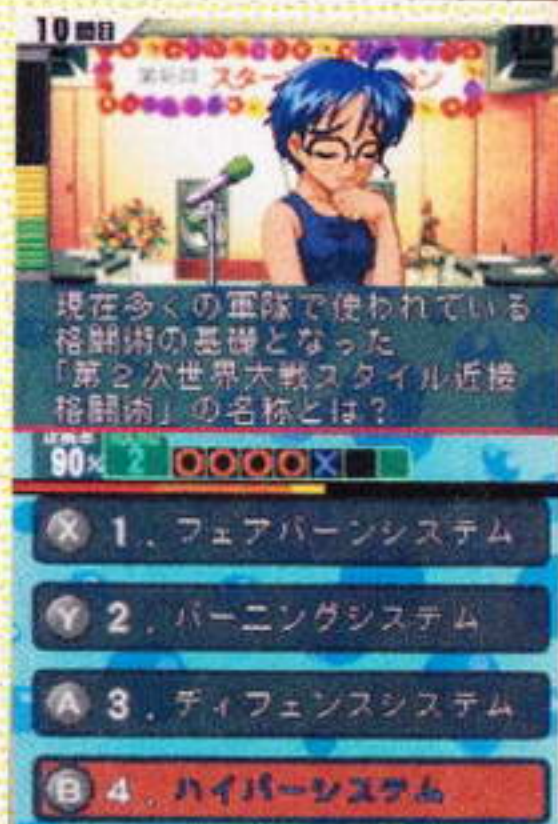 10問目
スター
現在多くの軍隊で使われている
格闘術の基礎となった
「第2次世界大戦スタイル近接
格闘術」の名称とは？
90%
2
X 1．フェアバーンシステム
Y 2．バーニングシステム
A 3．ディフェンスシステム
B 4．ハイパーシステム